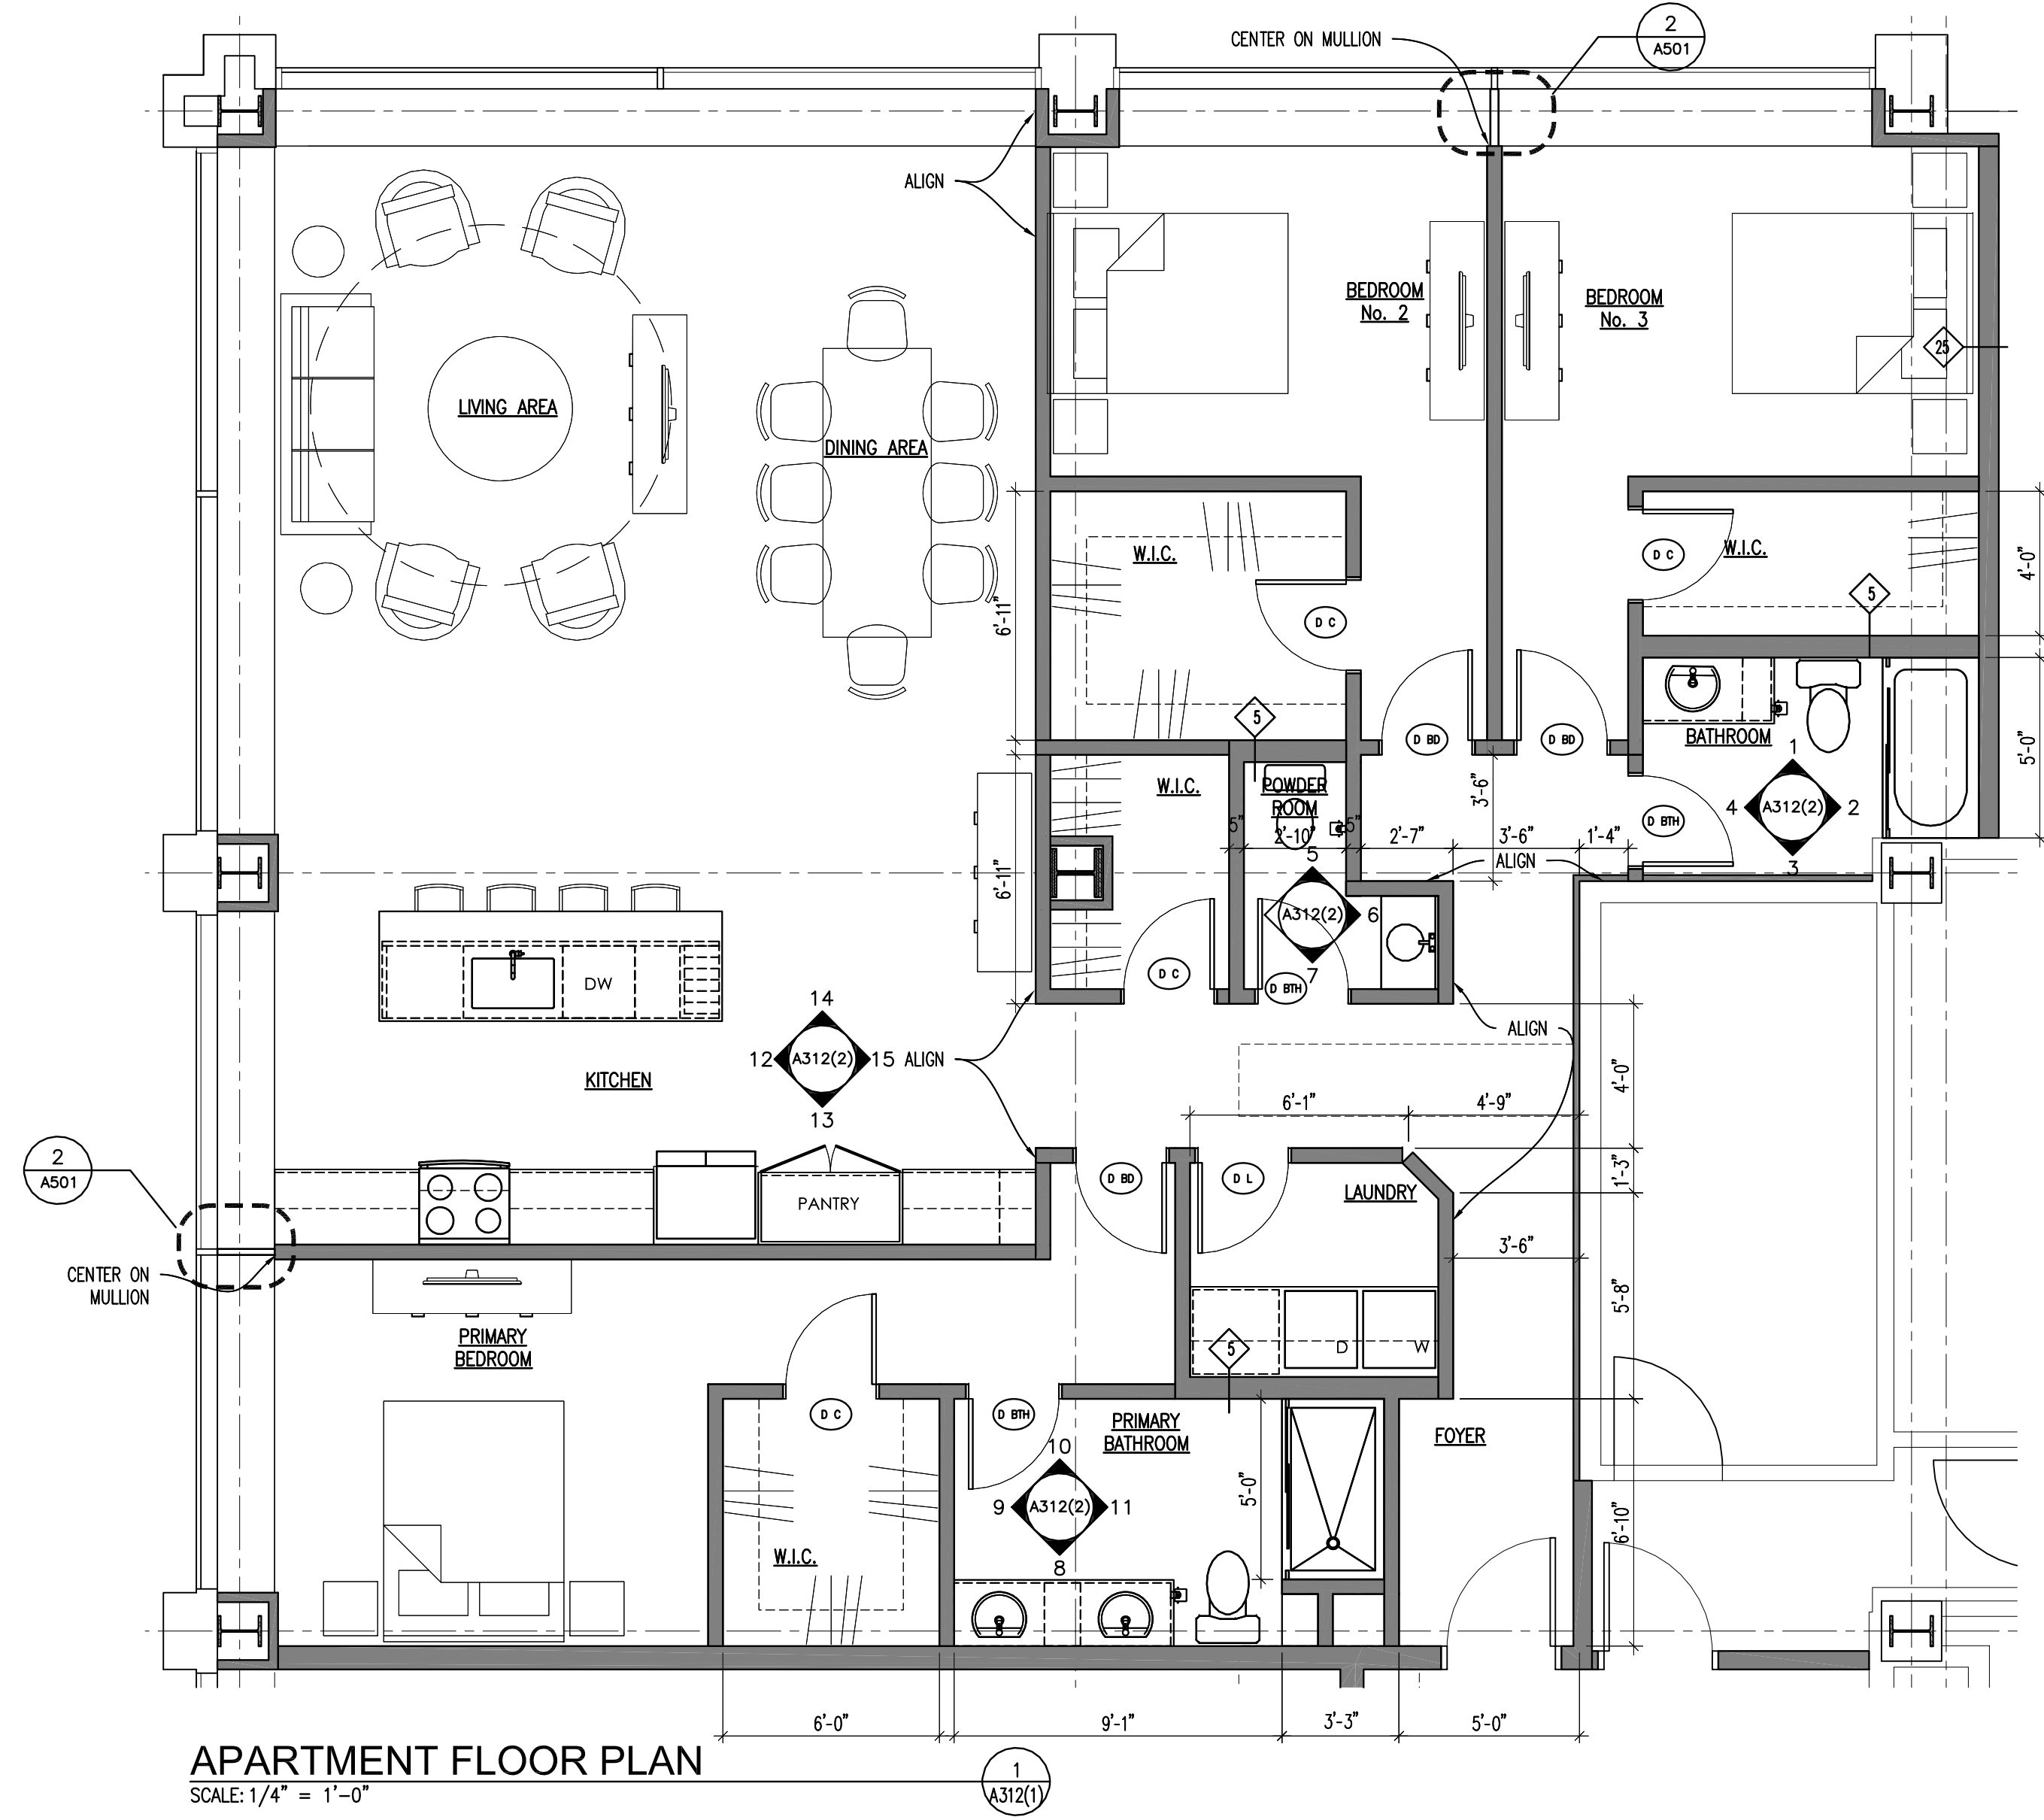 2
A501
CENTER ON MULLION
ALIGN
BEDROOM
No. 2
BEDROOM
No. 3
25
LIVING AREA
DINING AREA
W.I.C.
D C
W.I.C.
D C
5
4'-0"
6'-11"
5
D BD
D BD
BATHROOM
5'-0"
1
4
A312(2)
2
3
D BTH
W.I.C.
POWDER
ROOM
3'-6"
5"
2'-10"
5"
2'-7"
3'-6"
1'-4"
ALIGN
6'-11"
5
A312(2)
6
7
D C
D BTH
DW
14
12
A312(2)
15
13
ALIGN
ALIGN
KITCHEN
4'-0"
6'-1"
4'-9"
2
A501
PANTRY
D BD
D L
LAUNDRY
1'-3"
3'-6"
CENTER ON
MULLION
5'-8"
PRIMARY
BEDROOM
5
D
W
D C
D BTH
PRIMARY
BATHROOM
FOYER
10
9
A312(2)
11
8
5'-0"
6'-10"
W.I.C.
6'-0"
9'-1"
3'-3"
5'-0"
APARTMENT FLOOR PLAN
SCALE: 1/4" = 1'-0"
1
A312(1)